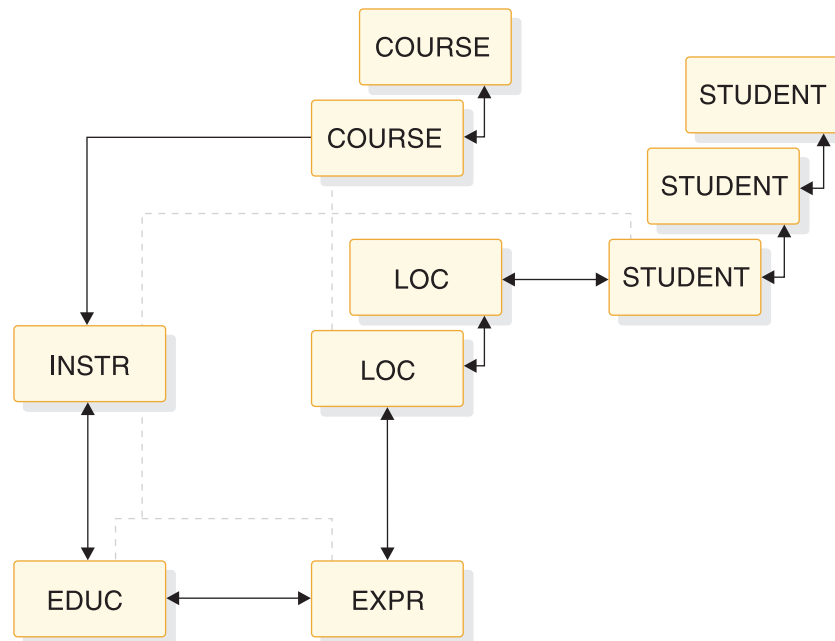 COURSE
STUDENT
COURSE
STUDENT
LOC
STUDENT
INSTR
LOC
EDUC
EXPR